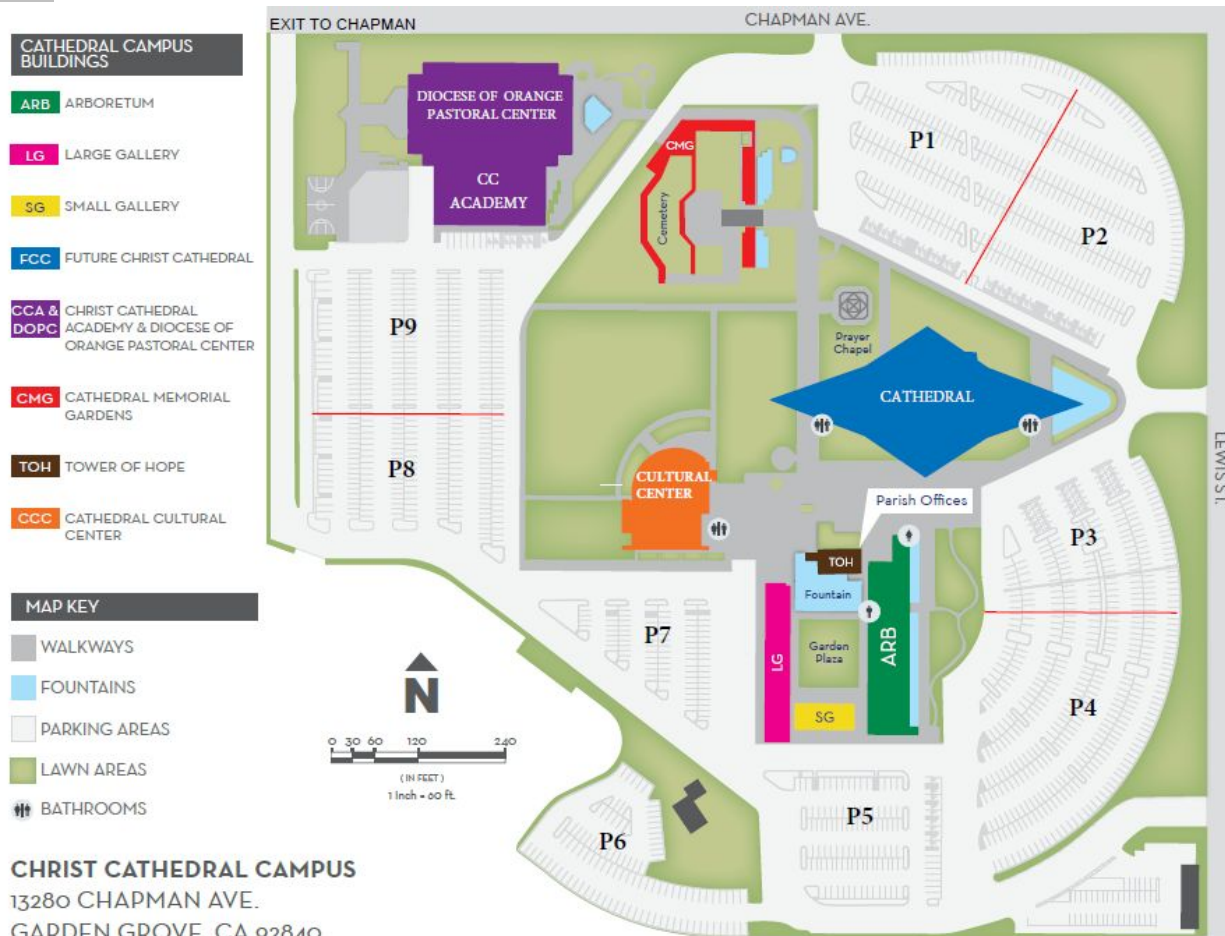 EXIT TO CHAPMAN
CHAPMAN AVE.
LEWIS ST.
CATHEDRAL CAMPUS
BUILDINGS
ARB ARBORETUM
LG LARGE GALLERY
SG SMALL GALLERY
FCC FUTURE CHRIST CATHEDRAL
CCA &
DOPC
CHRIST CATHEDRAL
ACADEMY & DIOCESE OF
ORANGE PASTORAL CENTER
CMG CATHEDRAL MEMORIAL
GARDENS
TOH TOWER OF HOPE
CCC CATHEDRAL CULTURAL
CENTER
MAP KEY
WALKWAYS
FOUNTAINS
PARKING AREAS
LAWN AREAS
BATHROOMS
CHRIST CATHEDRAL CAMPUS
13280 CHAPMAN AVE.
GARDEN GROVE, CA 92840
DIOCESE OF ORANGE
PASTORAL CENTER
CC
ACADEMY
CMG
Cemetery
P1
P2
P9
Prayer
Chapel
CATHEDRAL
P8
CULTURAL
CENTER
Parish Offices
P3
TOH
Fountain
P7
LG
Garden
Plaza
ARB
SG
P4
N
0 30 60 120 240
(IN FEET)
1 Inch = 60 ft.
P5
P6